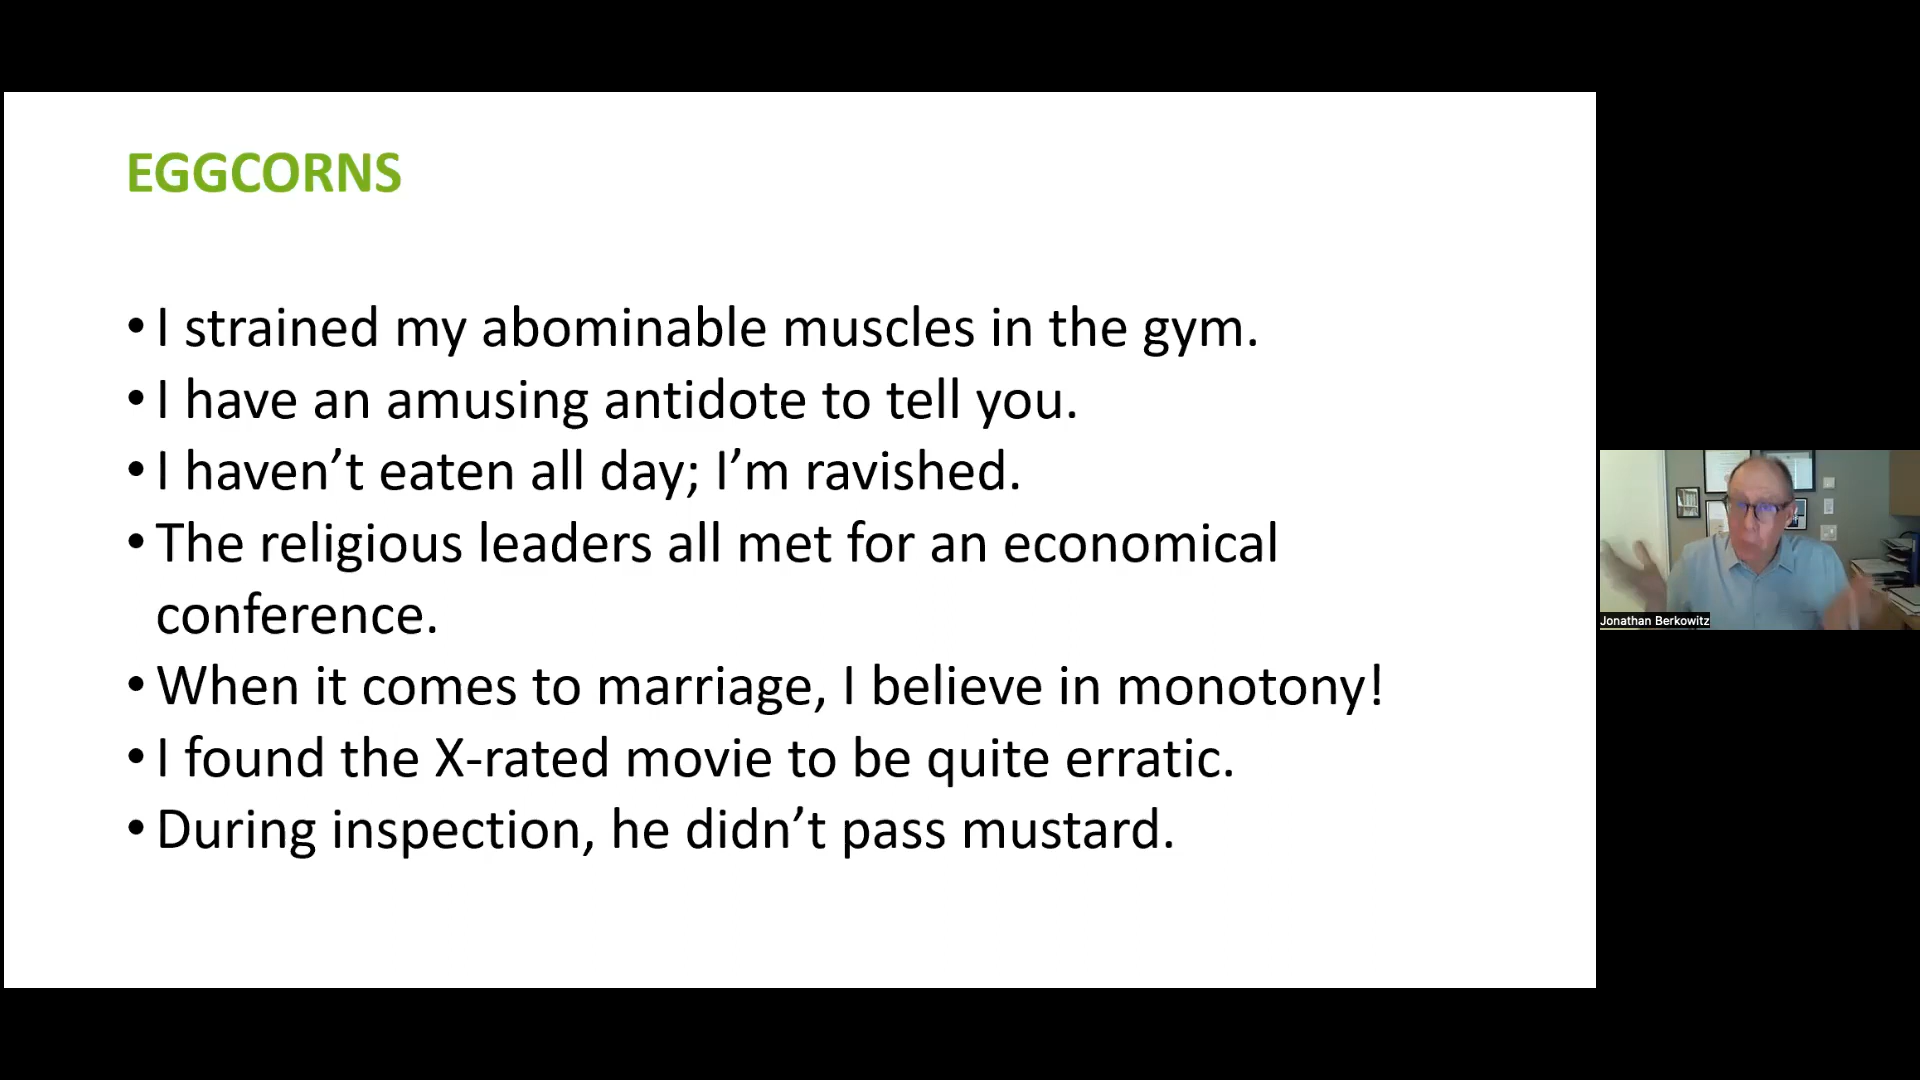 EGGCORNS
• I strained my abominable muscles in the gym.
• I have an amusing antidote to tell you.
• I haven’t eaten all day; I’m ravished.
• The religious leaders all met for an economical
conference.
• When it comes to marriage, I believe in monotony!
• I found the X-rated movie to be quite erratic.
• During inspection, he didn’t pass mustard.
Jonathan Berkowitz